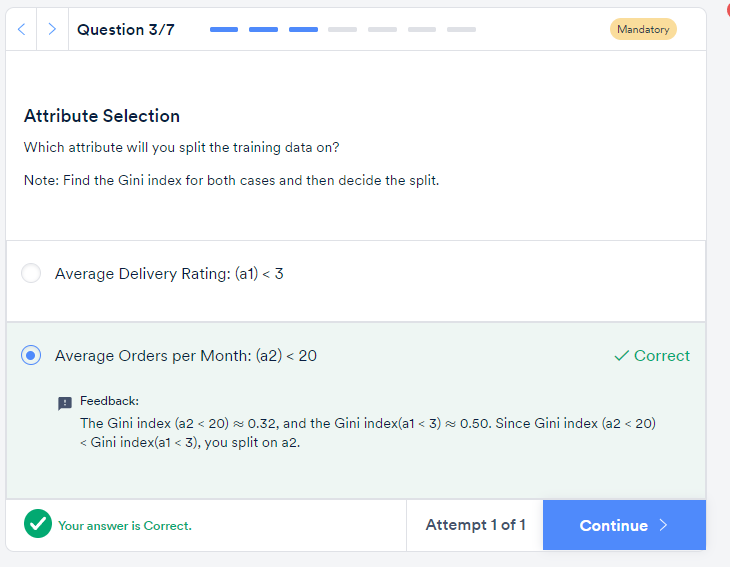 Question 3/7
Mandatory
Attribute Selection
Which attribute will you split the training data on?
Note: Find the Gini index for both cases and then decide the split.
Average Delivery Rating: (a1) < 3
Average Orders per Month: (a2) < 20
Correct
Feedback:
The Gini index (a2 < 20) ≈ 0.32, and the Gini index(a1 < 3) ≈ 0.50. Since Gini index (a2 < 20)
< Gini index(a1 < 3), you split on a2.
Your answer is Correct.
Attempt 1 of 1
Continue